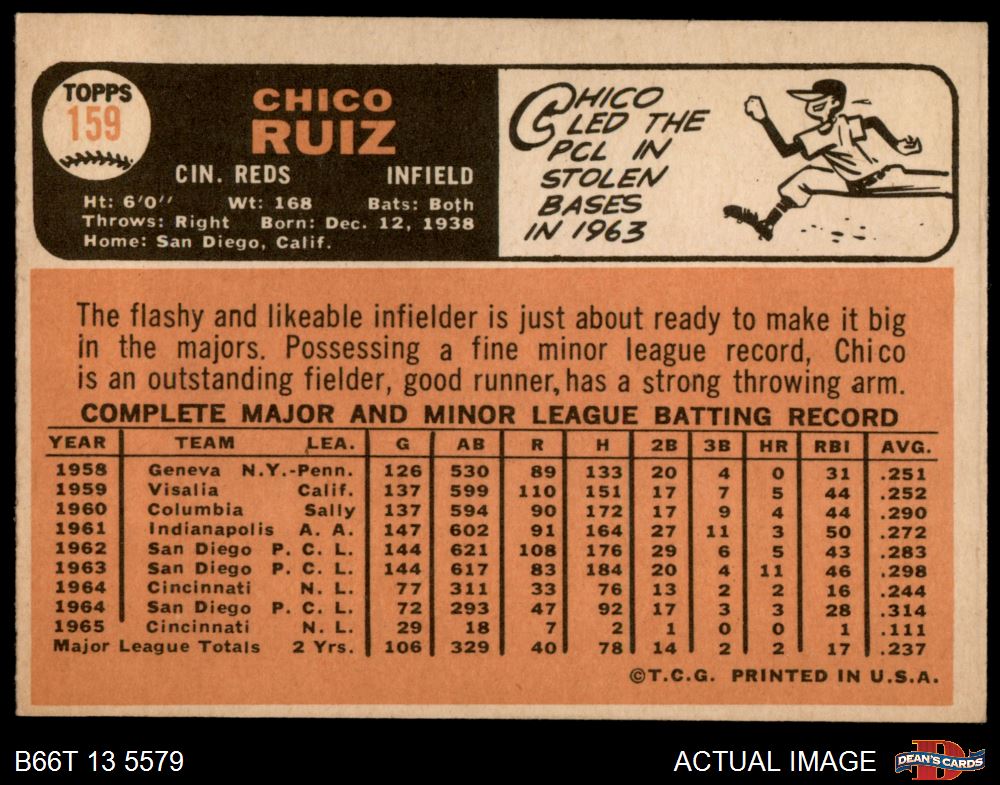 TOPPS
159
CHICO
RUIZ
CIN. REDS INFIELD
Ht: 6'0" Wt: 168 Bats: Both
Throws: Right Born: Dec. 12, 1938
Home: San Diego, Calif.
CHICO
LED THE
PCL IN
STOLEN
BASES
IN 1963
The flashy and likeable infielder is just about ready to make it big
in the majors. Possessing a fine minor league record, Chico
is an outstanding fielder, good runner, has a strong throwing arm.
COMPLETE MAJOR AND MINOR LEAGUE BATTING RECORD
YEAR TEAM LEA. G AB R H 2B 3B HR RBI AVG.
1958 Geneva N.Y.-Penn. 126 530 89 133 20 4 0 31 .251
1959 Visalia Calif. 137 599 110 151 17 7 5 44 .252
1960 Columbia Sally 137 594 90 172 17 9 4 44 .290
1961 Indianapolis A. A. 147 602 91 164 27 11 3 50 .272
1962 San Diego P. C. L. 144 621 108 176 29 6 5 43 .283
1963 San Diego P. C. L. 144 617 83 184 20 4 11 46 .298
1964 Cincinnati N. L. 77 311 33 76 13 2 2 16 .244
1964 San Diego P. C. L. 72 293 47 92 17 3 3 28 .314
1965 Cincinnati N. L. 29 18 7 2 1 0 0 1 .111
Major League Totals 2 Yrs. 106 329 40 78 14 2 2 17 .237
©T.C.G. PRINTED IN U.S.A.
B66T 13 5579 ACTUAL IMAGE DEAN'S CARDS